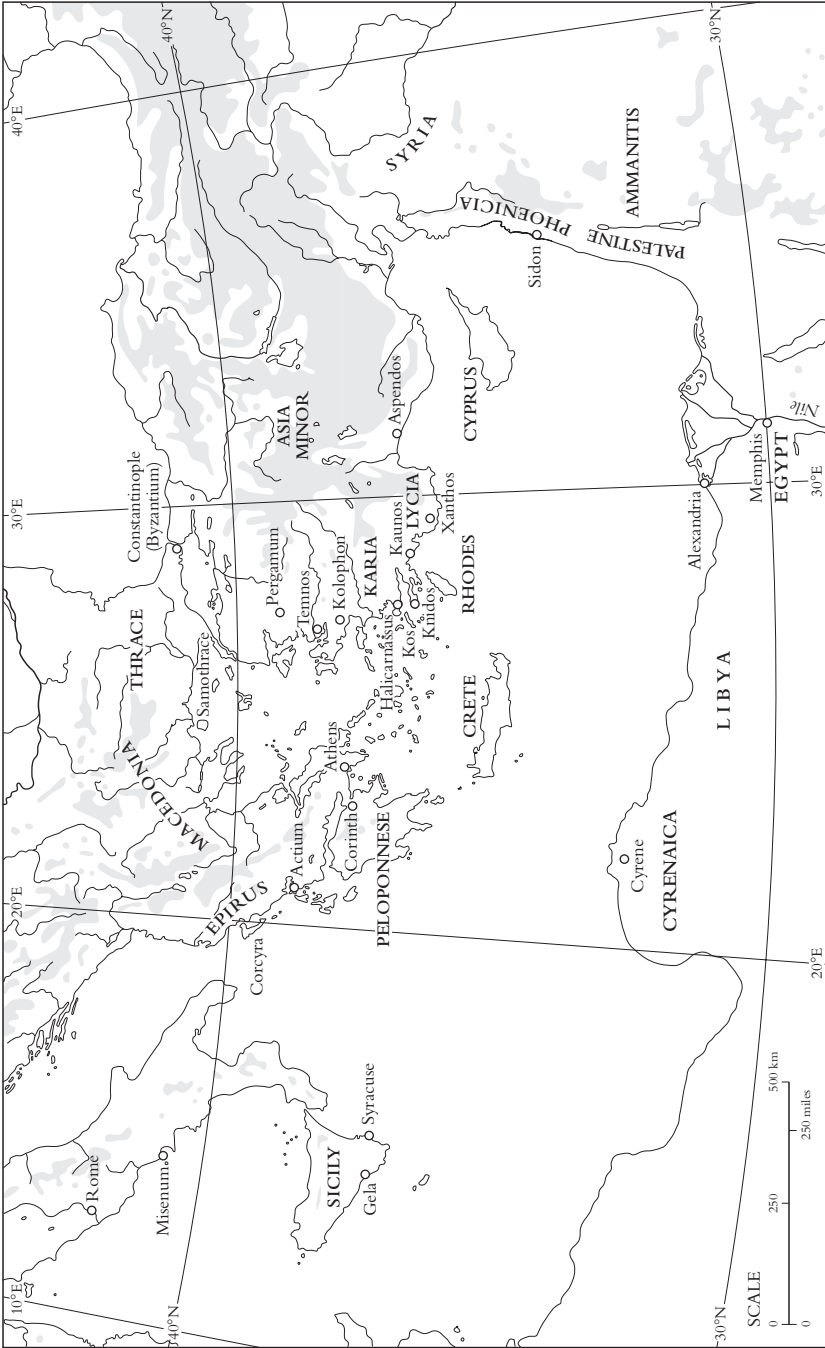 10°E
20°E
30°E
40°E
40°N
40°N
Rome
Misenum
SICILY
Gela
Syracuse
Corcyra
EPIRUS
MACEDONIA
THRACE
Samothrace
Constantinople
(Byzantium)
Actium
Corinth
Athens
PELOPONNESE
CRETE
Pergamum
Temnos
Kolophon
KARIA
Halicarnassus
Kos
Knidos
Kaunos
RHODES
LYCIA
Xanthos
ASIA
MINOR
Aspendos
CYPRUS
SYRIA
PHOENICIA
Sidon
PALESTINE
AMMANITIS
Cyrene
CYRENAICA
LIBYA
Alexandria
Memphis
EGYPT
Nile
30°N
30°N
20°E
30°E
SCALE
0 250 500 km
0 250 miles